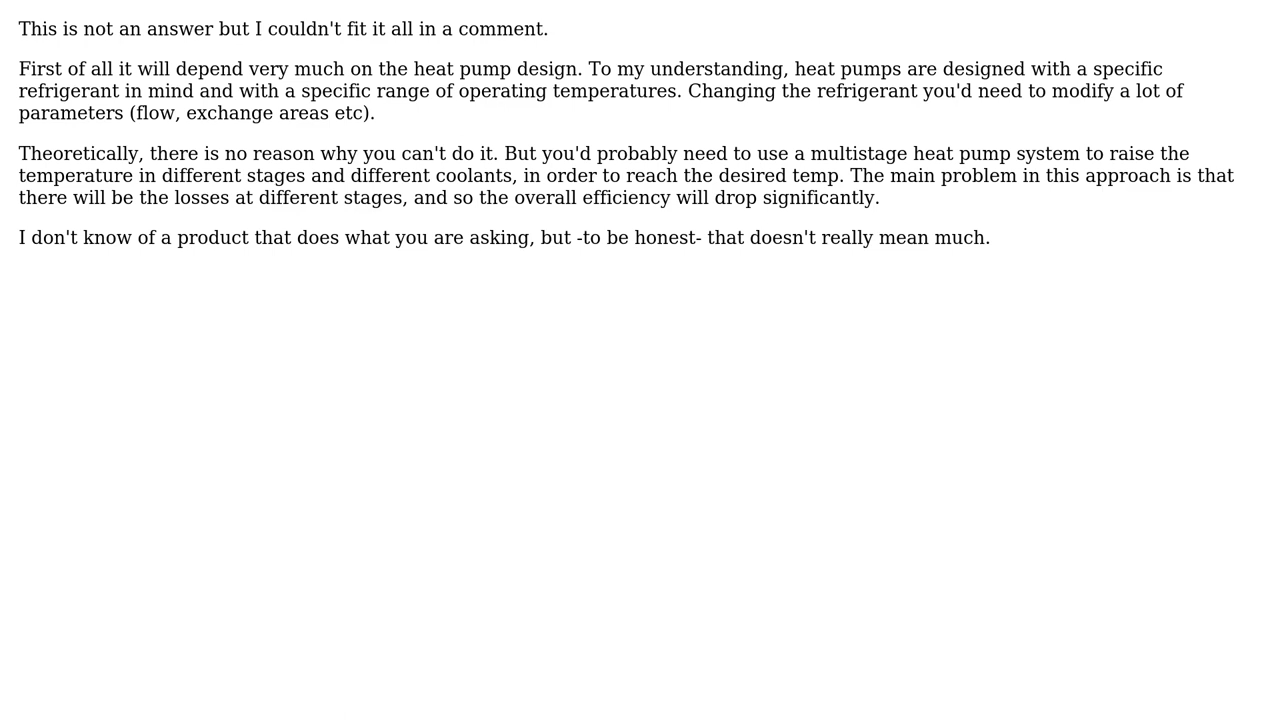 This is not an answer but I couldn't fit it all in a comment.
First of all it will depend very much on the heat pump design. To my understanding, heat pumps are designed with a specific
refrigerant in mind and with a specific range of operating temperatures. Changing the refrigerant you'd need to modify a lot of
parameters (flow, exchange areas etc).
Theoretically, there is no reason why you can't do it. But you'd probably need to use a multistage heat pump system to raise the
temperature in different stages and different coolants, in order to reach the desired temp. The main problem in this approach is that
there will be the losses at different stages, and so the overall efficiency will drop significantly.
I don't know of a product that does what you are asking, but -to be honest- that doesn't really mean much.